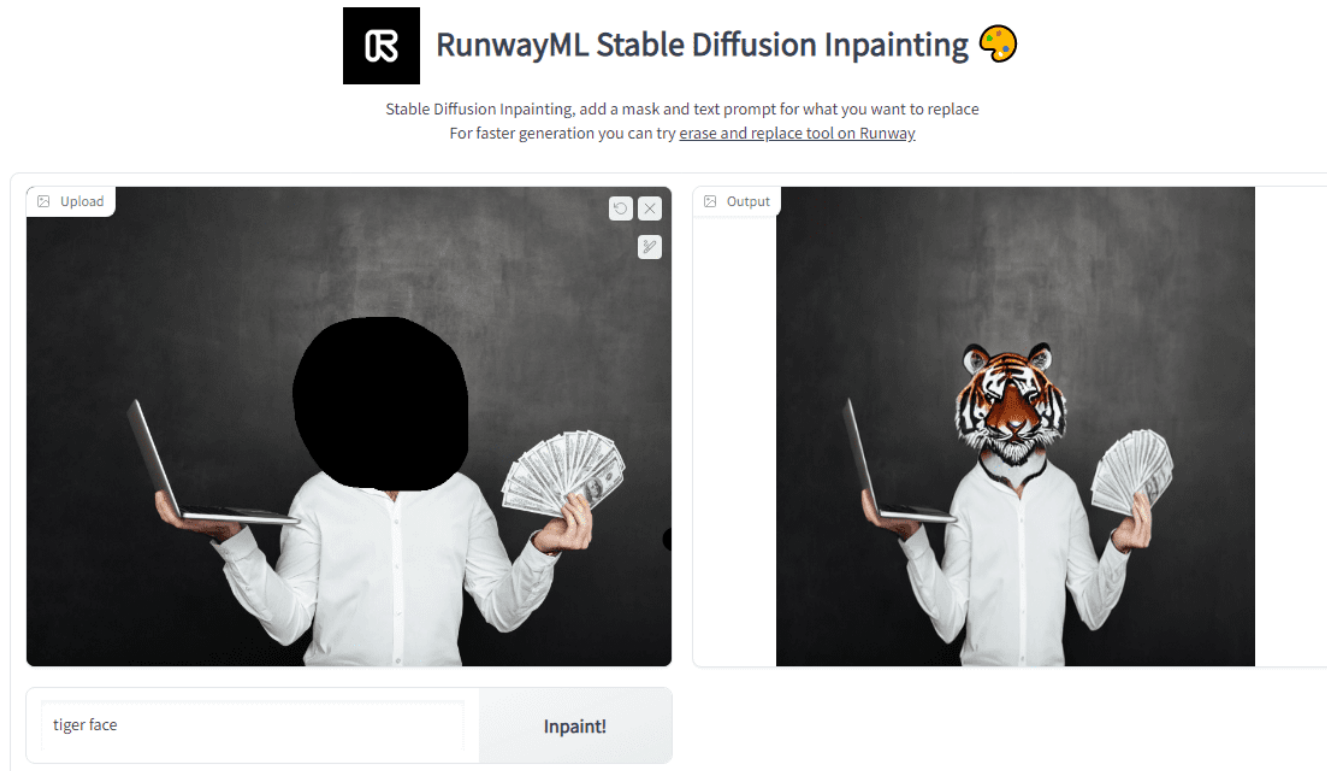 RunwayML Stable Diffusion Inpainting 🎨
Stable Diffusion Inpainting, add a mask and text prompt for what you want to replace
For faster generation you can try erase and replace tool on Runway
Upload
Output
tiger face
Inpaint!